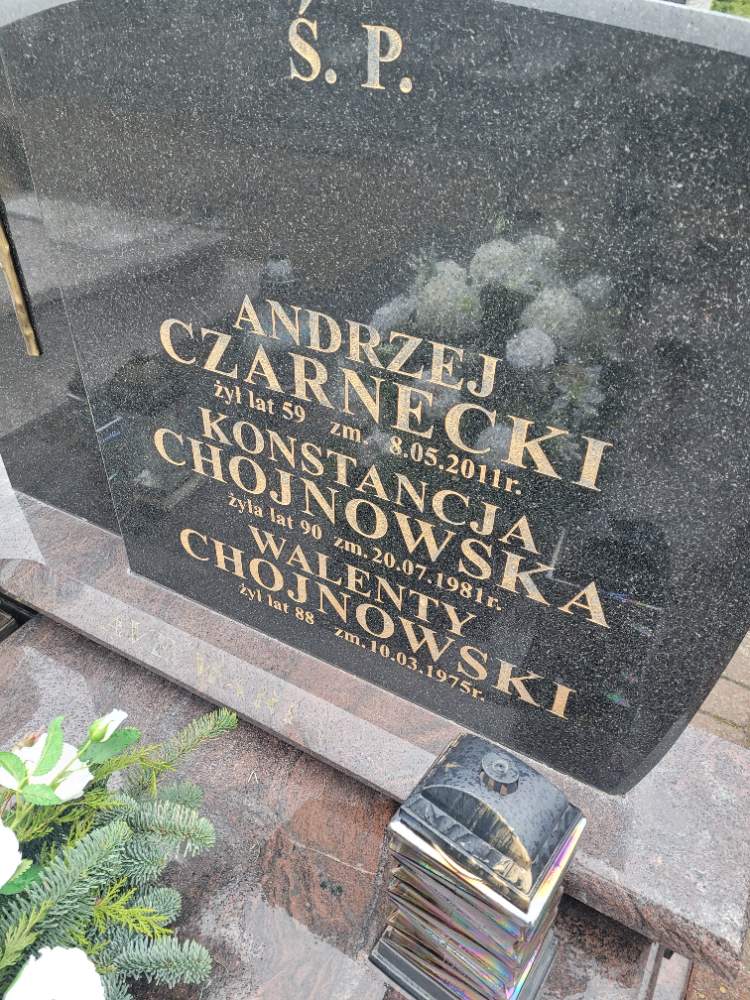 Ś. P.
ANDRZEJ
CZARNECKI
żył lat 59 zm. 8.05.2011r.
KONSTANCJA
CHOJNOWSKA
żyła lat 90 zm. 20.07.1981r.
WALENTY
CHOJNOWSKI
żył lat 88 zm. 10.03.1975r.